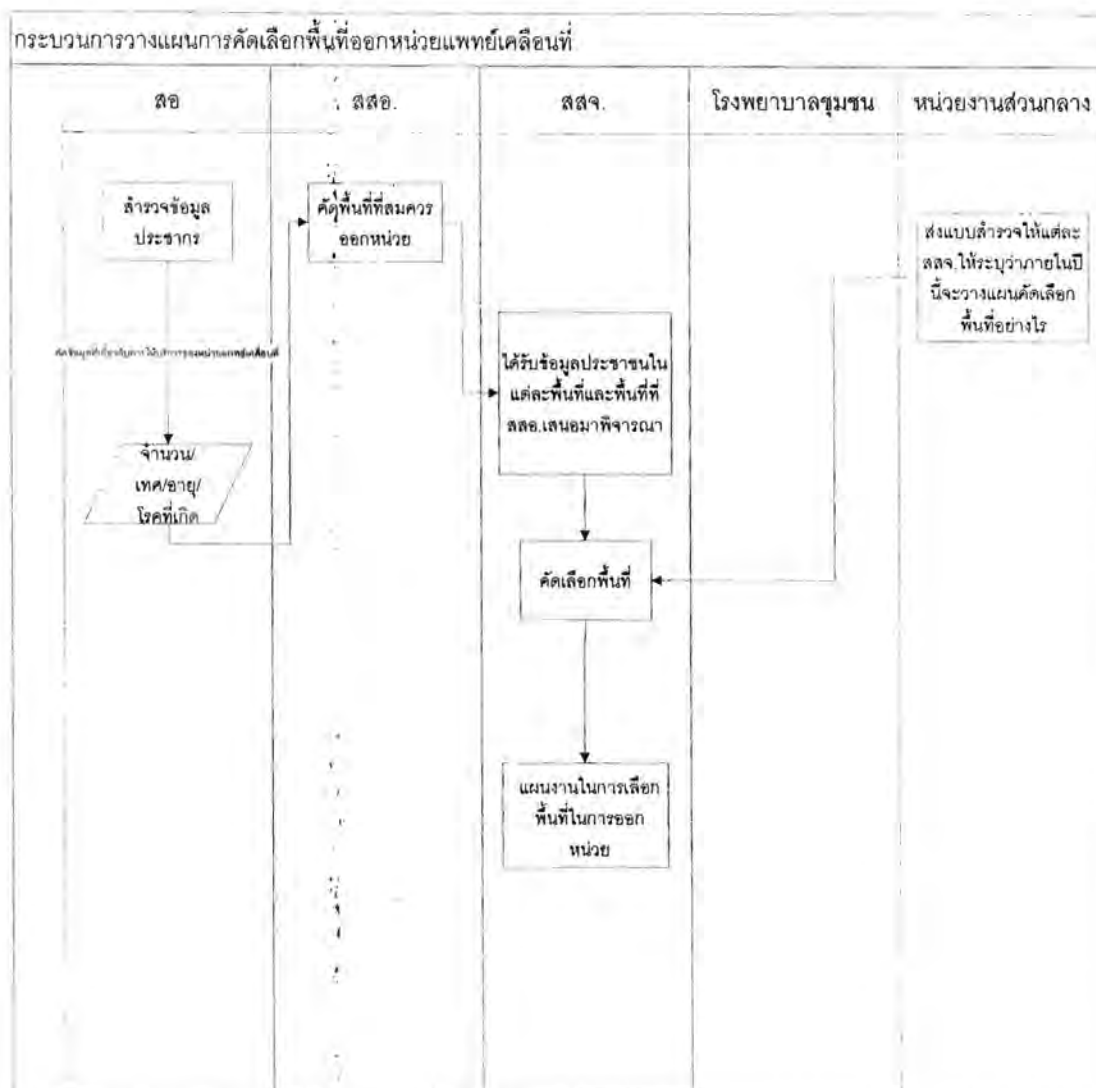 กระบวนการวางแผนการคัดเลือกพื้นที่ออกหน่วยแพทย์เคลื่อนที่
สอ
สสอ.
สสจ.
โรงพยาบาลชุมชน
หน่วยงานส่วนกลาง
สำรวจข้อมูล
ประชากร
คัดพื้นที่ที่สมควร
ออกหน่วย
ส่งแบบสำรวจให้แต่ละ
สสจ.ให้ระบุว่าภายในปี
นี้จะวางแผนคัดเลือก
พื้นที่อย่างไร
ได้รับข้อมูลประชาชนใน
แต่ละพื้นที่และพื้นที่ที่
สสอ.เสนอมาพิจารณา
จำนวน/
เพศ/อายุ/
โรคที่เกิด
คัดเลือกพื้นที่
แผนงานในการเลือก
พื้นที่ในการออก
หน่วย